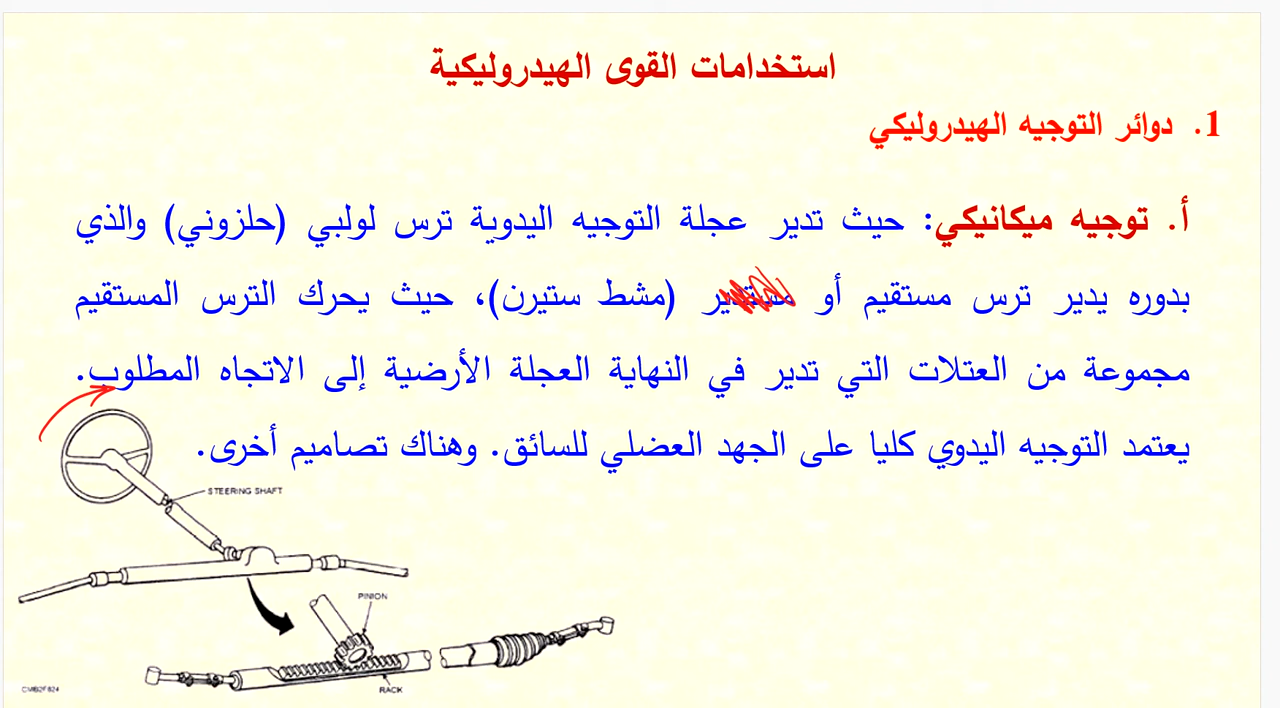 استخدامات القوى الهيدروليكية
1. دوائر التوجيه الهيدروليكي
أ. توجيه ميكانيكي: حيث تدير عجلة التوجيه اليدوية ترس لولبي (حلزوني) والذي
بدوره يدير ترس مستقيم أو (مشط ستيرن)، حيث يحرك الترس المستقيم
مجموعة من العتلات التي تدير في النهاية العجلة الأرضية إلى الاتجاه المطلوب.
يعتمد التوجيه اليدوي كليا على الجهد العضلي للسائق. وهناك تصاميم أخرى.
STEERING SHAFT
PINION
RACK